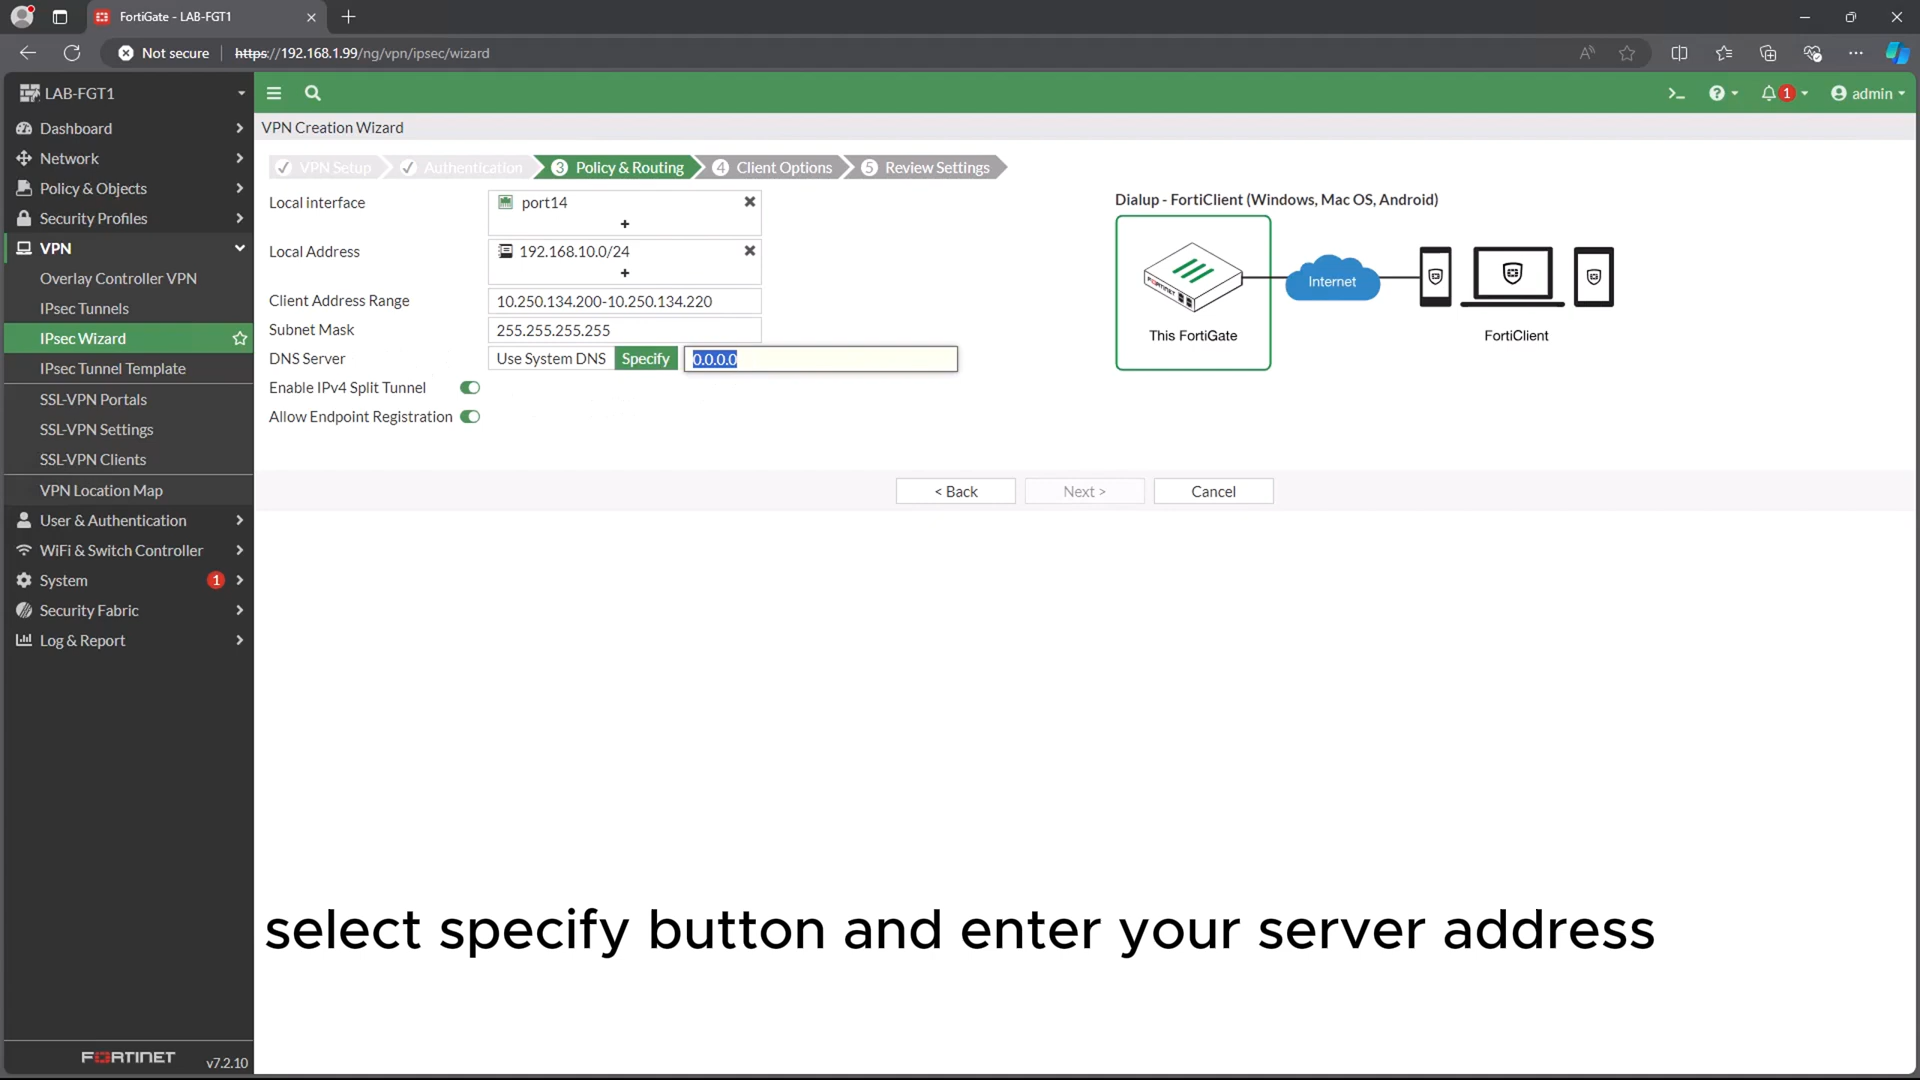 FortiGate - LAB-FGT1
Not secure https://192.168.1.99/ng/vpn/ipsec/wizard
LAB-FGT1
1 admin
Dashboard
Network
Policy & Objects
Security Profiles
VPN
Overlay Controller VPN
IPsec Tunnels
IPsec Wizard
IPsec Tunnel Template
SSL-VPN Portals
SSL-VPN Settings
SSL-VPN Clients
VPN Location Map
User & Authentication
WiFi & Switch Controller
System 1
Security Fabric
Log & Report
FORTINET v7.2.10
VPN Creation Wizard
VPN Setup Authentication 3 Policy & Routing 4 Client Options 5 Review Settings
Local interface port14
+
Local Address 192.168.10.0/24
+
Client Address Range 10.250.134.200-10.250.134.220
Subnet Mask 255.255.255.255
DNS Server Use System DNS Specify 0.0.0.0
Enable IPv4 Split Tunnel
Allow Endpoint Registration
Dialup - FortiClient (Windows, Mac OS, Android)
FORTINET
Internet
This FortiGate FortiClient
< Back Next > Cancel
select specify button and enter your server address